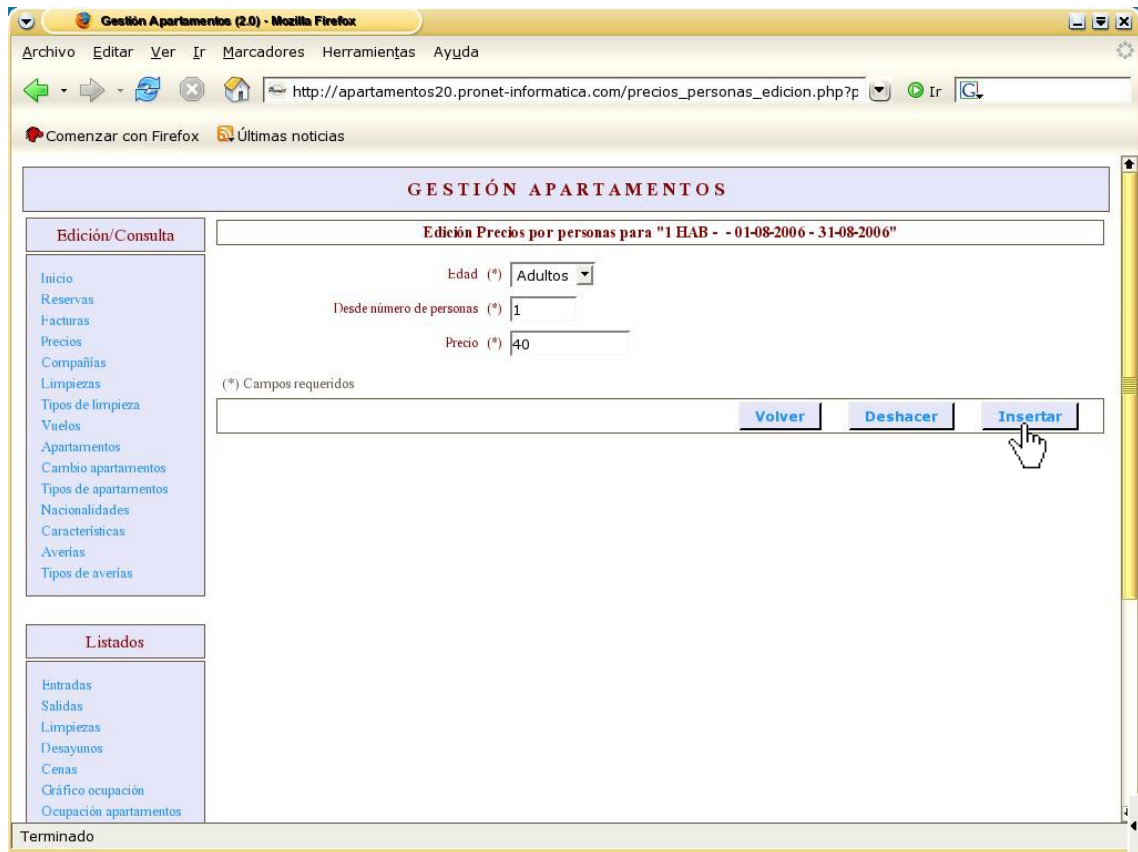 Gestión Apartamentos (2.0) - Mozilla Firefox
Archivo Editar Ver Ir Marcadores Herramientas Ayuda
http://apartamentos20.pronet-informatica.com/precios_personas_edicion.php?p Ir G
Comenzar con Firefox Últimas noticias
GESTIÓN APARTAMENTOS
Edición/Consulta
Inicio
Reservas
Facturas
Precios
Compañías
Limpiezas
Tipos de limpieza
Vuelos
Apartamentos
Cambio apartamentos
Tipos de apartamentos
Nacionalidades
Características
Averías
Tipos de averías
Listados
Entradas
Salidas
Limpiezas
Desayunos
Cenas
Gráfico ocupación
Ocupación apartamentos
Edición Precios por personas para "1 HAB - - 01-08-2006 - 31-08-2006"
Edad (*) Adultos
Desde número de personas (*) 1
Precio (*) 40
(*) Campos requeridos
Volver Deshacer Insertar
Terminado